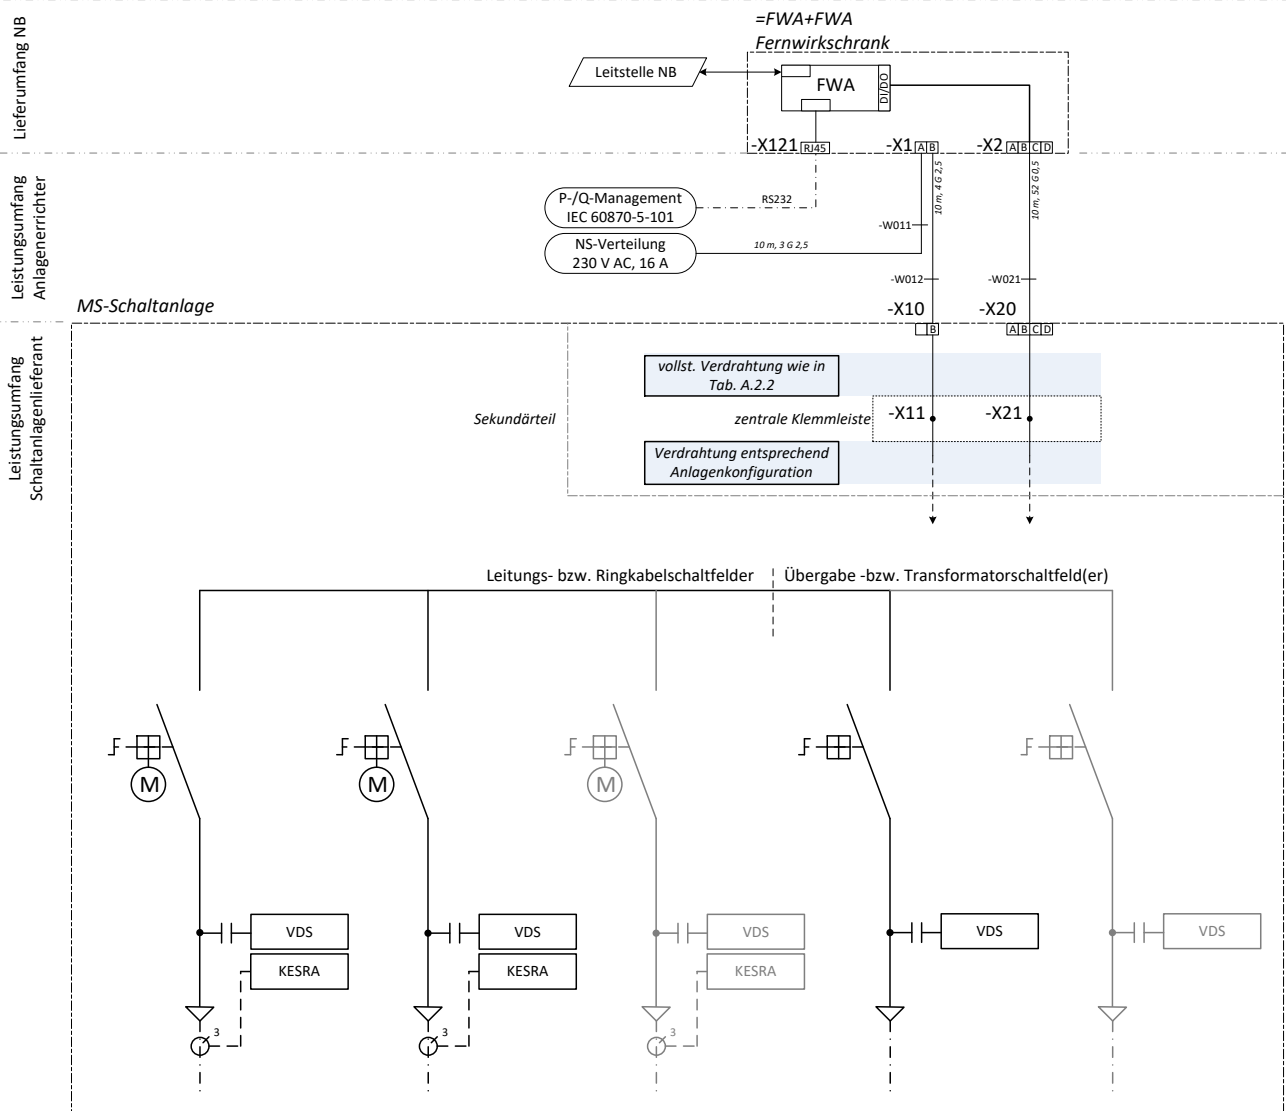 Lieferumfang NB
=FWA+FWA
Fernwirkschrank
Leitstelle NB
FWA
DI/DO
-X121 RJ45
-X1 A B
-X2 A B C D
Leistungsumfang
Anlagenerrichter
P-/Q-Management
IEC 60870-5-101
RS232
10 m, 4 G 2,5
10 m, 52 G 0,5
-W011
NS-Verteilung
230 V AC, 16 A
10 m, 3 G 2,5
-W012
-W021
MS-Schaltanlage
-X10
-X20
B
A B C D
Leistungsumfang
Schaltanlagenlieferant
vollst. Verdrahtung wie in
Tab. A.2.2
Sekundärteil
zentrale Klemmleiste
-X11
-X21
Verdrahtung entsprechend
Anlagenkonfiguration
Leitungs- bzw. Ringkabelschaltfelder
Übergabe -bzw. Transformatorschaltfeld(er)
M
M
M
VDS
VDS
VDS
VDS
VDS
KESRA
KESRA
KESRA
3
3
3